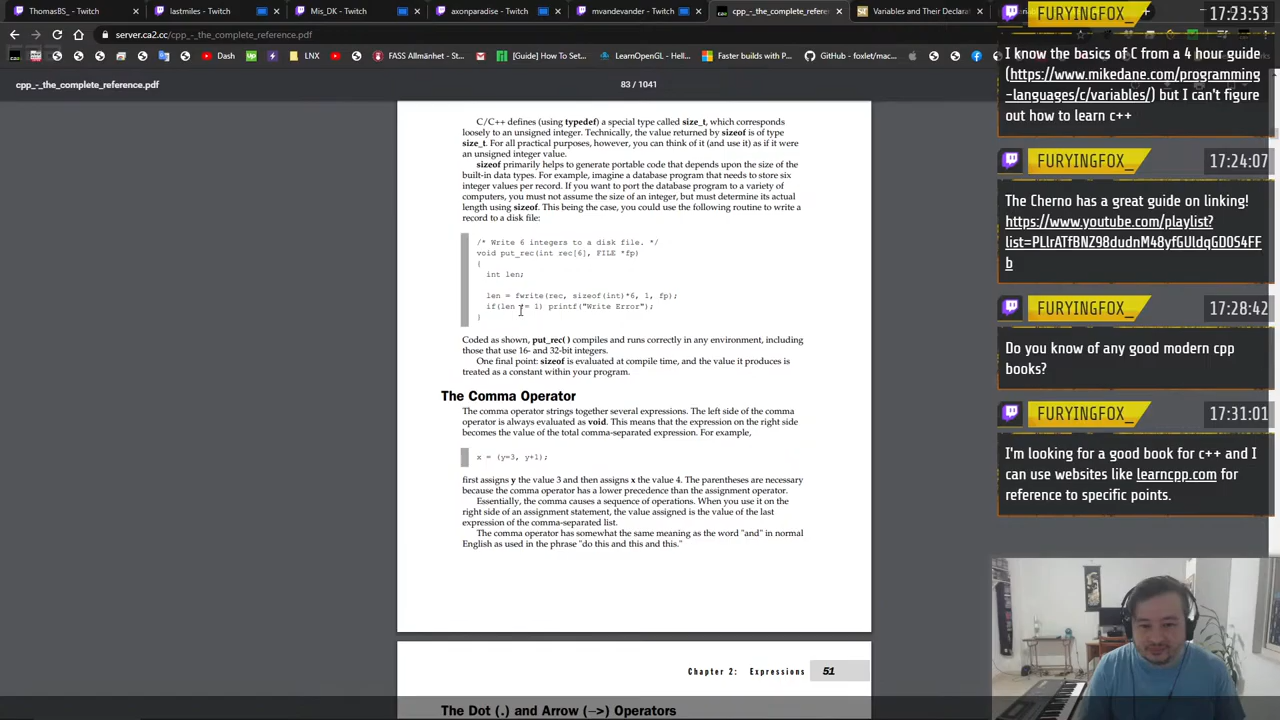 ThomasBS_ - Twitch
lastmiles - Twitch
Mis_DK - Twitch
axonparadise - Twitch
mvandevander - Twitch
cpp_-_the_complete_reference.
Variables and Their Declar
server.ca2.cc/cpp_-_the_complete_reference.pdf
Dash
LNX
FASS Allmänhet - St
[Guide] How to Set
LearnOpenGL - Text
Faster builds with P
GitHub - foxlet/mac
cpp_-_the_complete_reference.pdf
83 / 1041
C/C++ defines (using typedef) a special type called size_t, which corresponds
loosely to an unsigned integer. Technically, the value returned by sizeof is of type
size_t. For all practical purposes, however, you can think of it (and use it) as if it were
an unsigned integer value.
sizeof primarily helps to generate portable code that depends upon the size of the
built-in data types. For example, imagine a database program that needs to store six
integer values per record. If you want to port the database program to a variety of
computers, you must not assume the size of an integer, but must determine its actual
length using sizeof. This being the case, you could use the following routine to write a
record to a disk file:
/* Write 6 integers to a disk file. */
void put_rec(int rec[6], FILE *fp)
{
int len;
len = fwrite(rec, sizeof(int)*6, 1, fp);
if(len != 1) printf("Write Error");
}
Coded as shown, put_rec( ) compiles and runs correctly in any environment, including
those that use 16- and 32-bit integers.
One final point: sizeof is evaluated at compile time, and the value it produces is
treated as a constant within your program.
The Comma Operator
The comma operator strings together several expressions. The left side of the comma
operator is always evaluated as void. This means that the expression on the right side
becomes the value of the total comma-separated expression. For example,
x = (y=3, y+1);
first assigns y the value 3 and then assigns x the value 4. The parentheses are necessary
because the comma operator has a lower precedence than the assignment operator.
Essentially, the comma causes a sequence of operations. When you use it on the
right side of an assignment statement, the value assigned is the value of the last
expression of the comma-separated list.
The comma operator has somewhat the same meaning as the word "and" in normal
English as used in the phrase "do this and this and this."
Chapter 2: Expressions 51
The Dot (.) and Arrow (−>) Operators
FURYINGFOX_ 17:23:53
I know the basics of C from a 4 hour guide
(https://www.mikedane.com/programming
-languages/c/variables/) but I can't figure
out how to learn c++
FURYINGFOX_ 17:24:07
The Cherno has a great guide on linking!
https://www.youtube.com/playlist?
list=PLlrATfBNZ98dudnM48yfGUldqGD0S4FF
b
FURYINGFOX_ 17:28:42
Do you know of any good modern cpp
books?
FURYINGFOX_ 17:31:01
I'm looking for a good book for c++ and I
can use websites like learncpp.com for
reference to specific points.